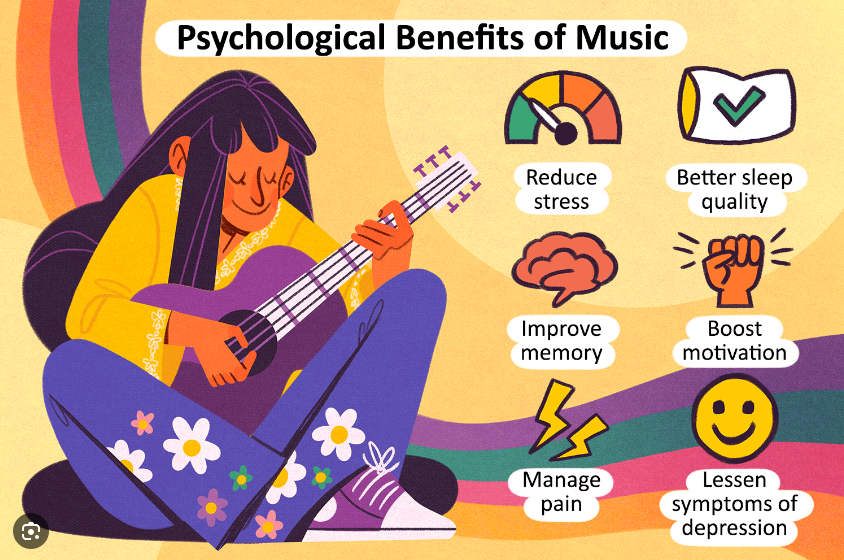 Psychological Benefits of Music
Reduce
stress
Better sleep
quality
Improve
memory
Boost
motivation
Manage
pain
Lessen
symptoms of
depression